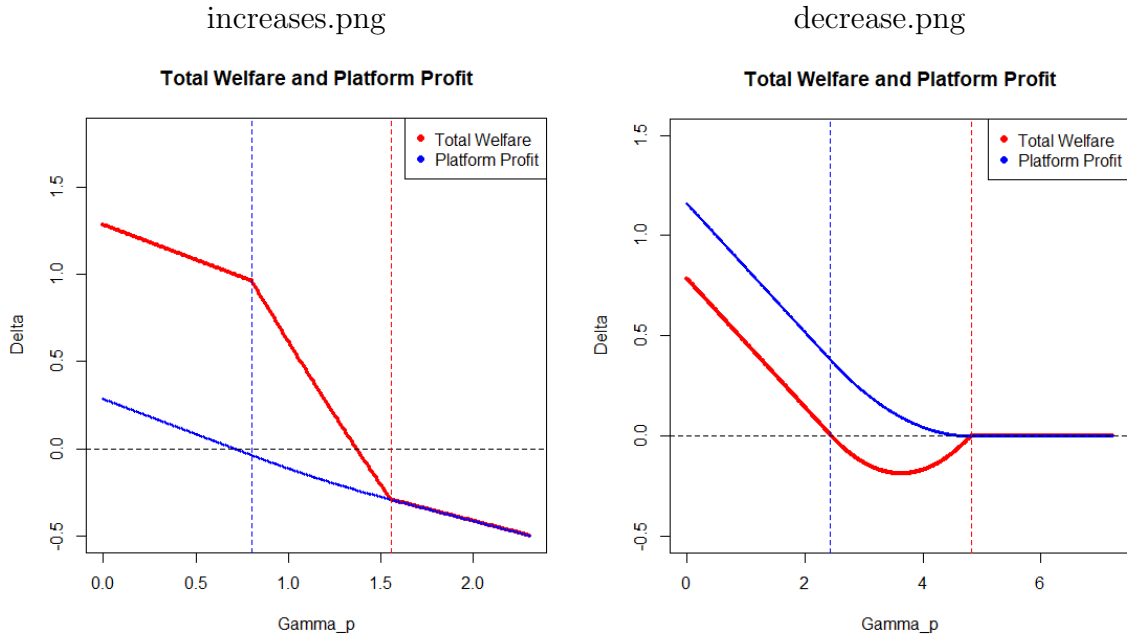 increases.png
Total Welfare and Platform Profit
Total Welfare
Platform Profit
Delta
1.5
1.0
0.5
0.0
-0.5
0.0 0.5 1.0 1.5 2.0
Gamma_p
decrease.png
Total Welfare and Platform Profit
Total Welfare
Platform Profit
Delta
1.5
1.0
0.5
0.0
-0.5
0 2 4 6
Gamma_p